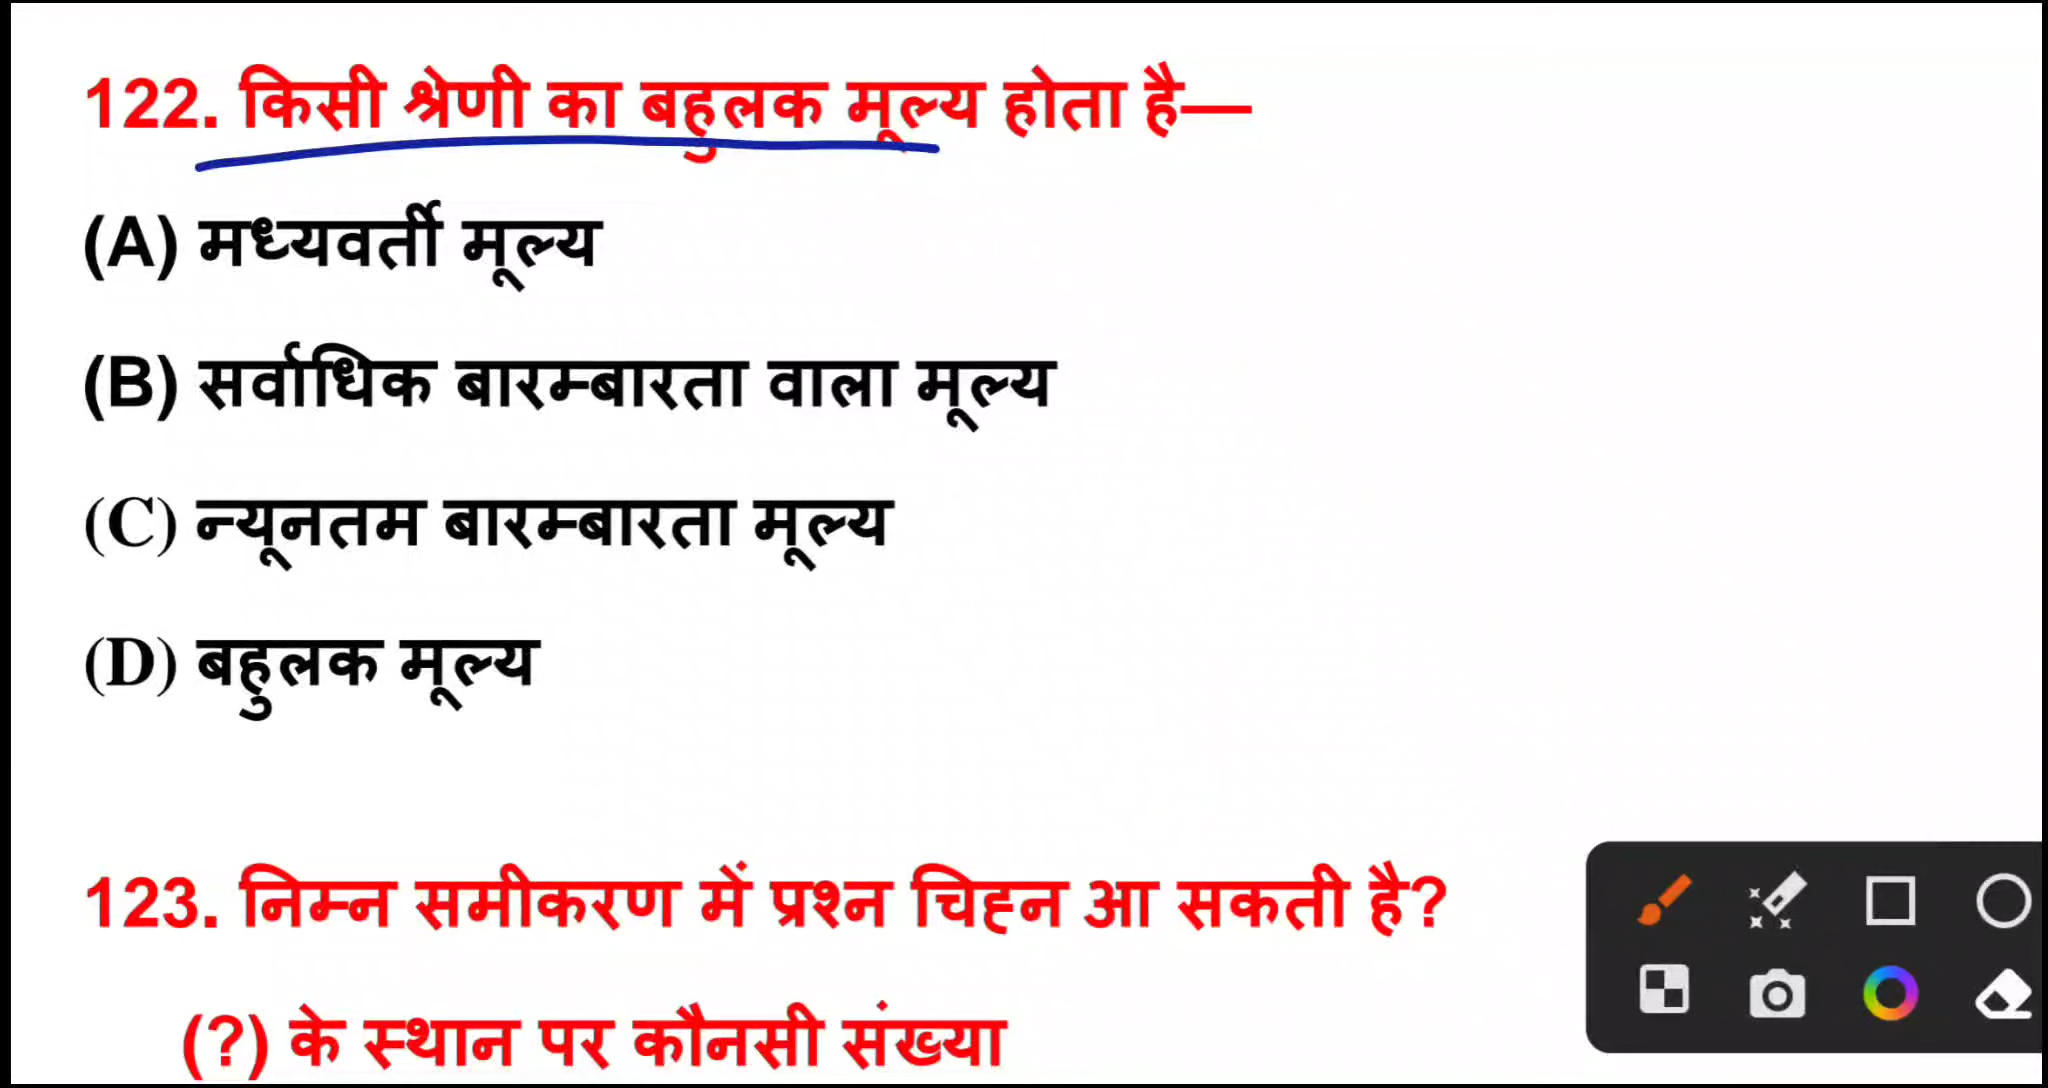 122. किसी श्रेणी का बहुलक मूल्य होता है—
(A) मध्यवर्ती मूल्य
(B) सर्वाधिक बारम्बारता वाला मूल्य
(C) न्यूनतम बारम्बारता मूल्य
(D) बहुलक मूल्य
123. निम्न समीकरण में प्रश्न चिह्न आ सकती है?
(?) के स्थान पर कौनसी संख्या